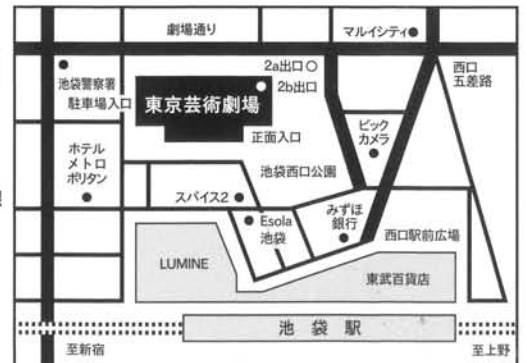 劇場通り
マルイシティ
池袋警察署
駐車場入口
東京芸術劇場
2a出口
2b出口
西口
五差路
正面入口
ホテル
メトロ
ポリタン
ビック
カメラ
池袋西口公園
スパイス2
Esola
池袋
みずほ
銀行
西口駅前広場
LUMINE
東武百貨店
池袋駅
至新宿
至上野